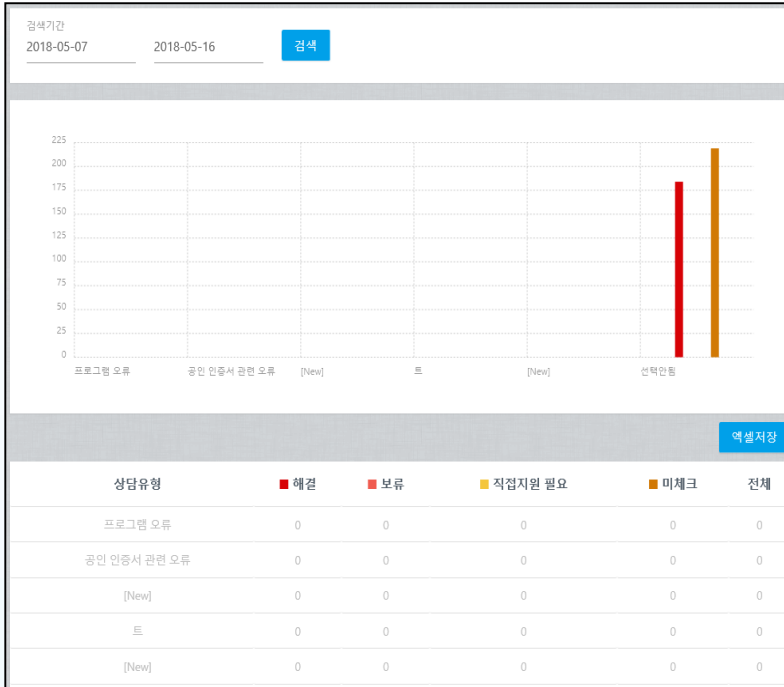 검색기간
2018-05-07 2018-05-16 검색
225
200
175
150
125
100
75
50
25
0
프로그램 오류 공인 인증서 관련 오류 [New] 트 [New] 선택안됨
엑셀저장
상담유형 해결 보류 직접지원 필요 미체크 전체
프로그램 오류 0 0 0 0 0
공인 인증서 관련 오류 0 0 0 0 0
[New] 0 0 0 0 0
트 0 0 0 0 0
[New] 0 0 0 0 0